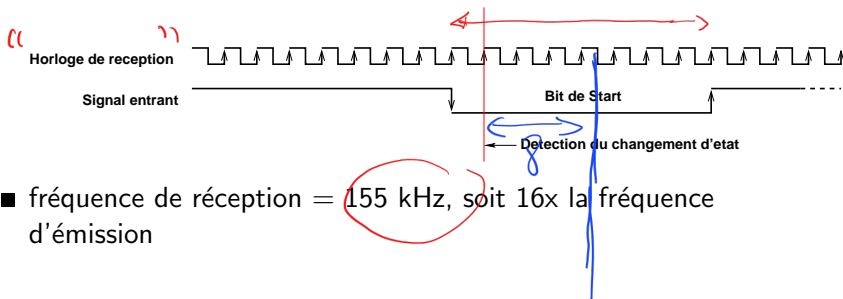 Horloge de reception
Signal entrant
Bit de Start
8
Detection du changement d'etat
fréquence de réception = 155 kHz, soit 16x la fréquence
d'émission